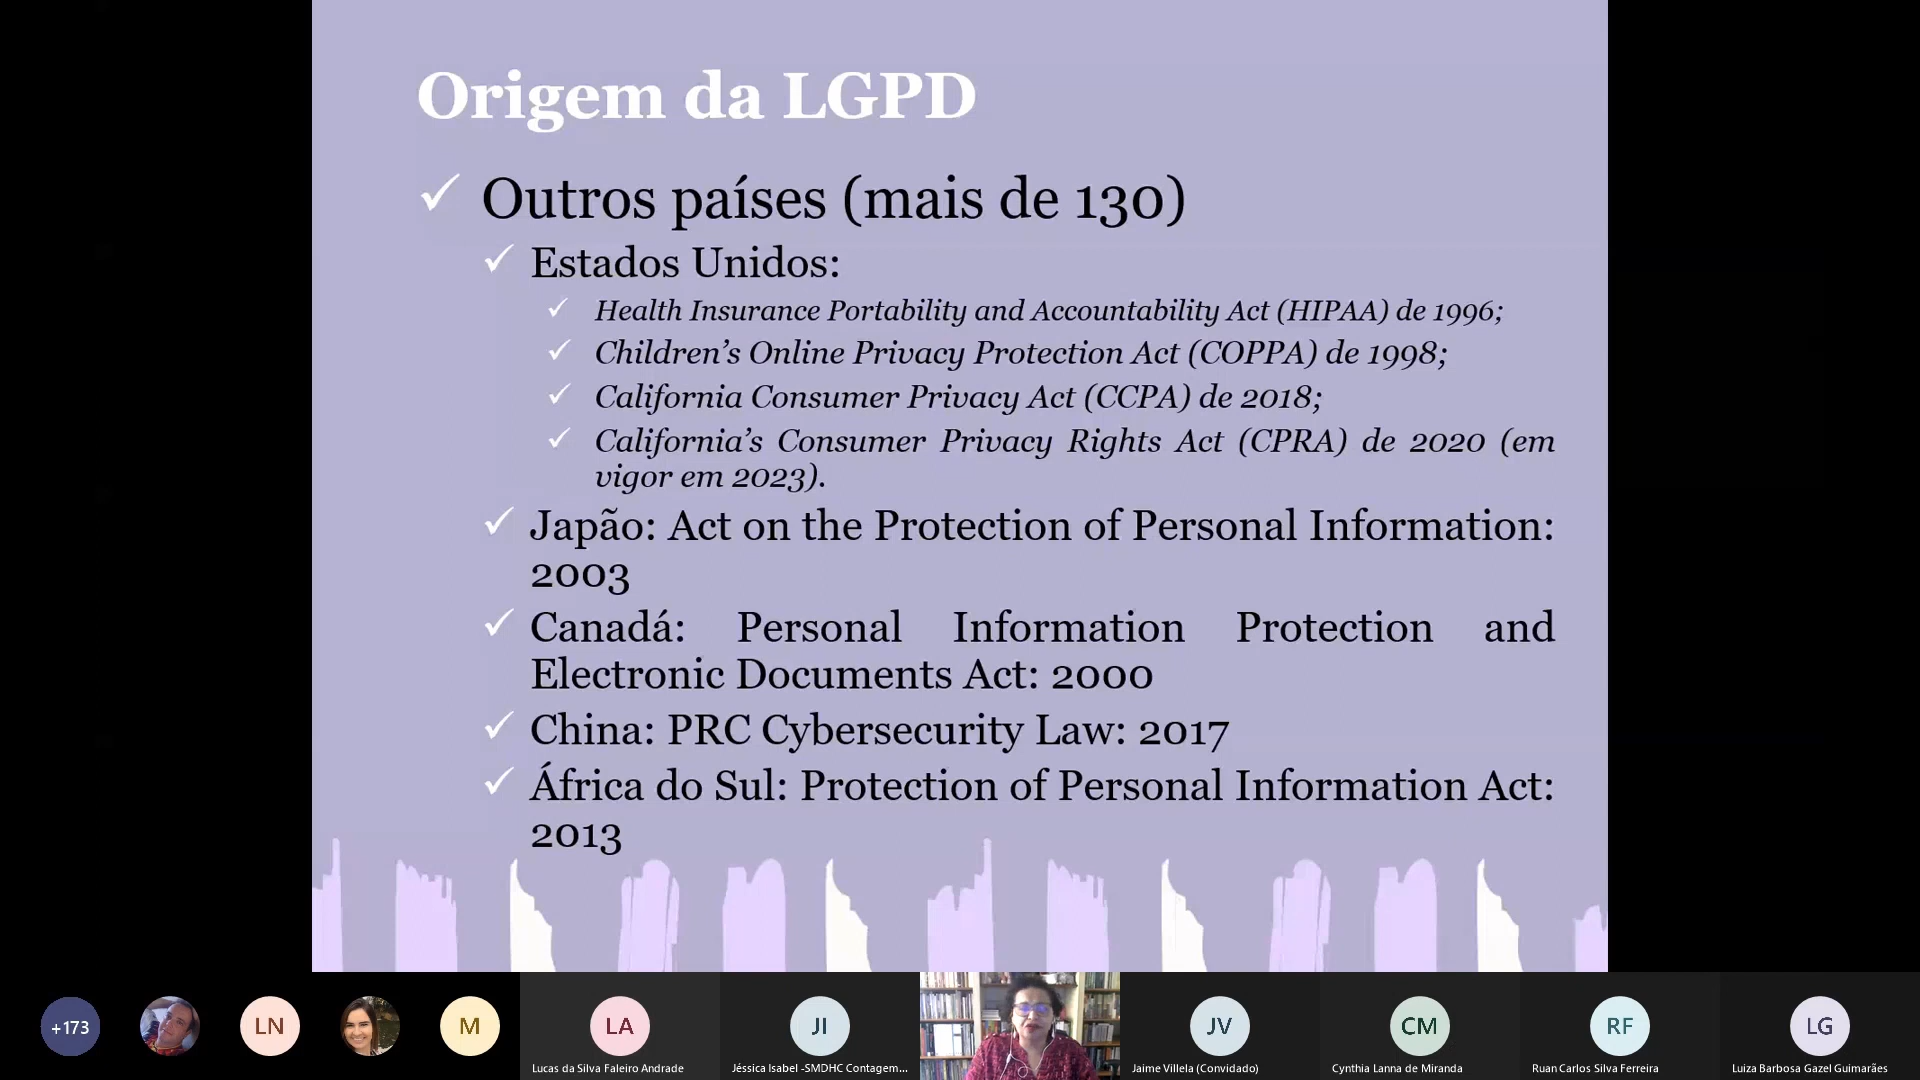 Origem da LGPD
Outros países (mais de 130)
Estados Unidos:
Health Insurance Portability and Accountability Act (HIPAA) de 1996;
Children's Online Privacy Protection Act (COPPA) de 1998;
California Consumer Privacy Act (CCPA) de 2018;
California's Consumer Privacy Rights Act (CPRA) de 2020 (em
vigor em 2023).
Japão: Act on the Protection of Personal Information:
2003
Canadá: Personal Information Protection and
Electronic Documents Act: 2000
China: PRC Cybersecurity Law: 2017
África do Sul: Protection of Personal Information Act:
2013
+173
LN
M
LA
JI
JV
CM
RF
LG
Lucas da Silva Faleiro Andrade
Jéssica Isabel -SMDHC Contagem...
Jaime Villela (Convidado)
Cynthia Lanna de Miranda
Ruan Carlos Silva Ferreira
Luiza Barbosa Gazel Guimarães